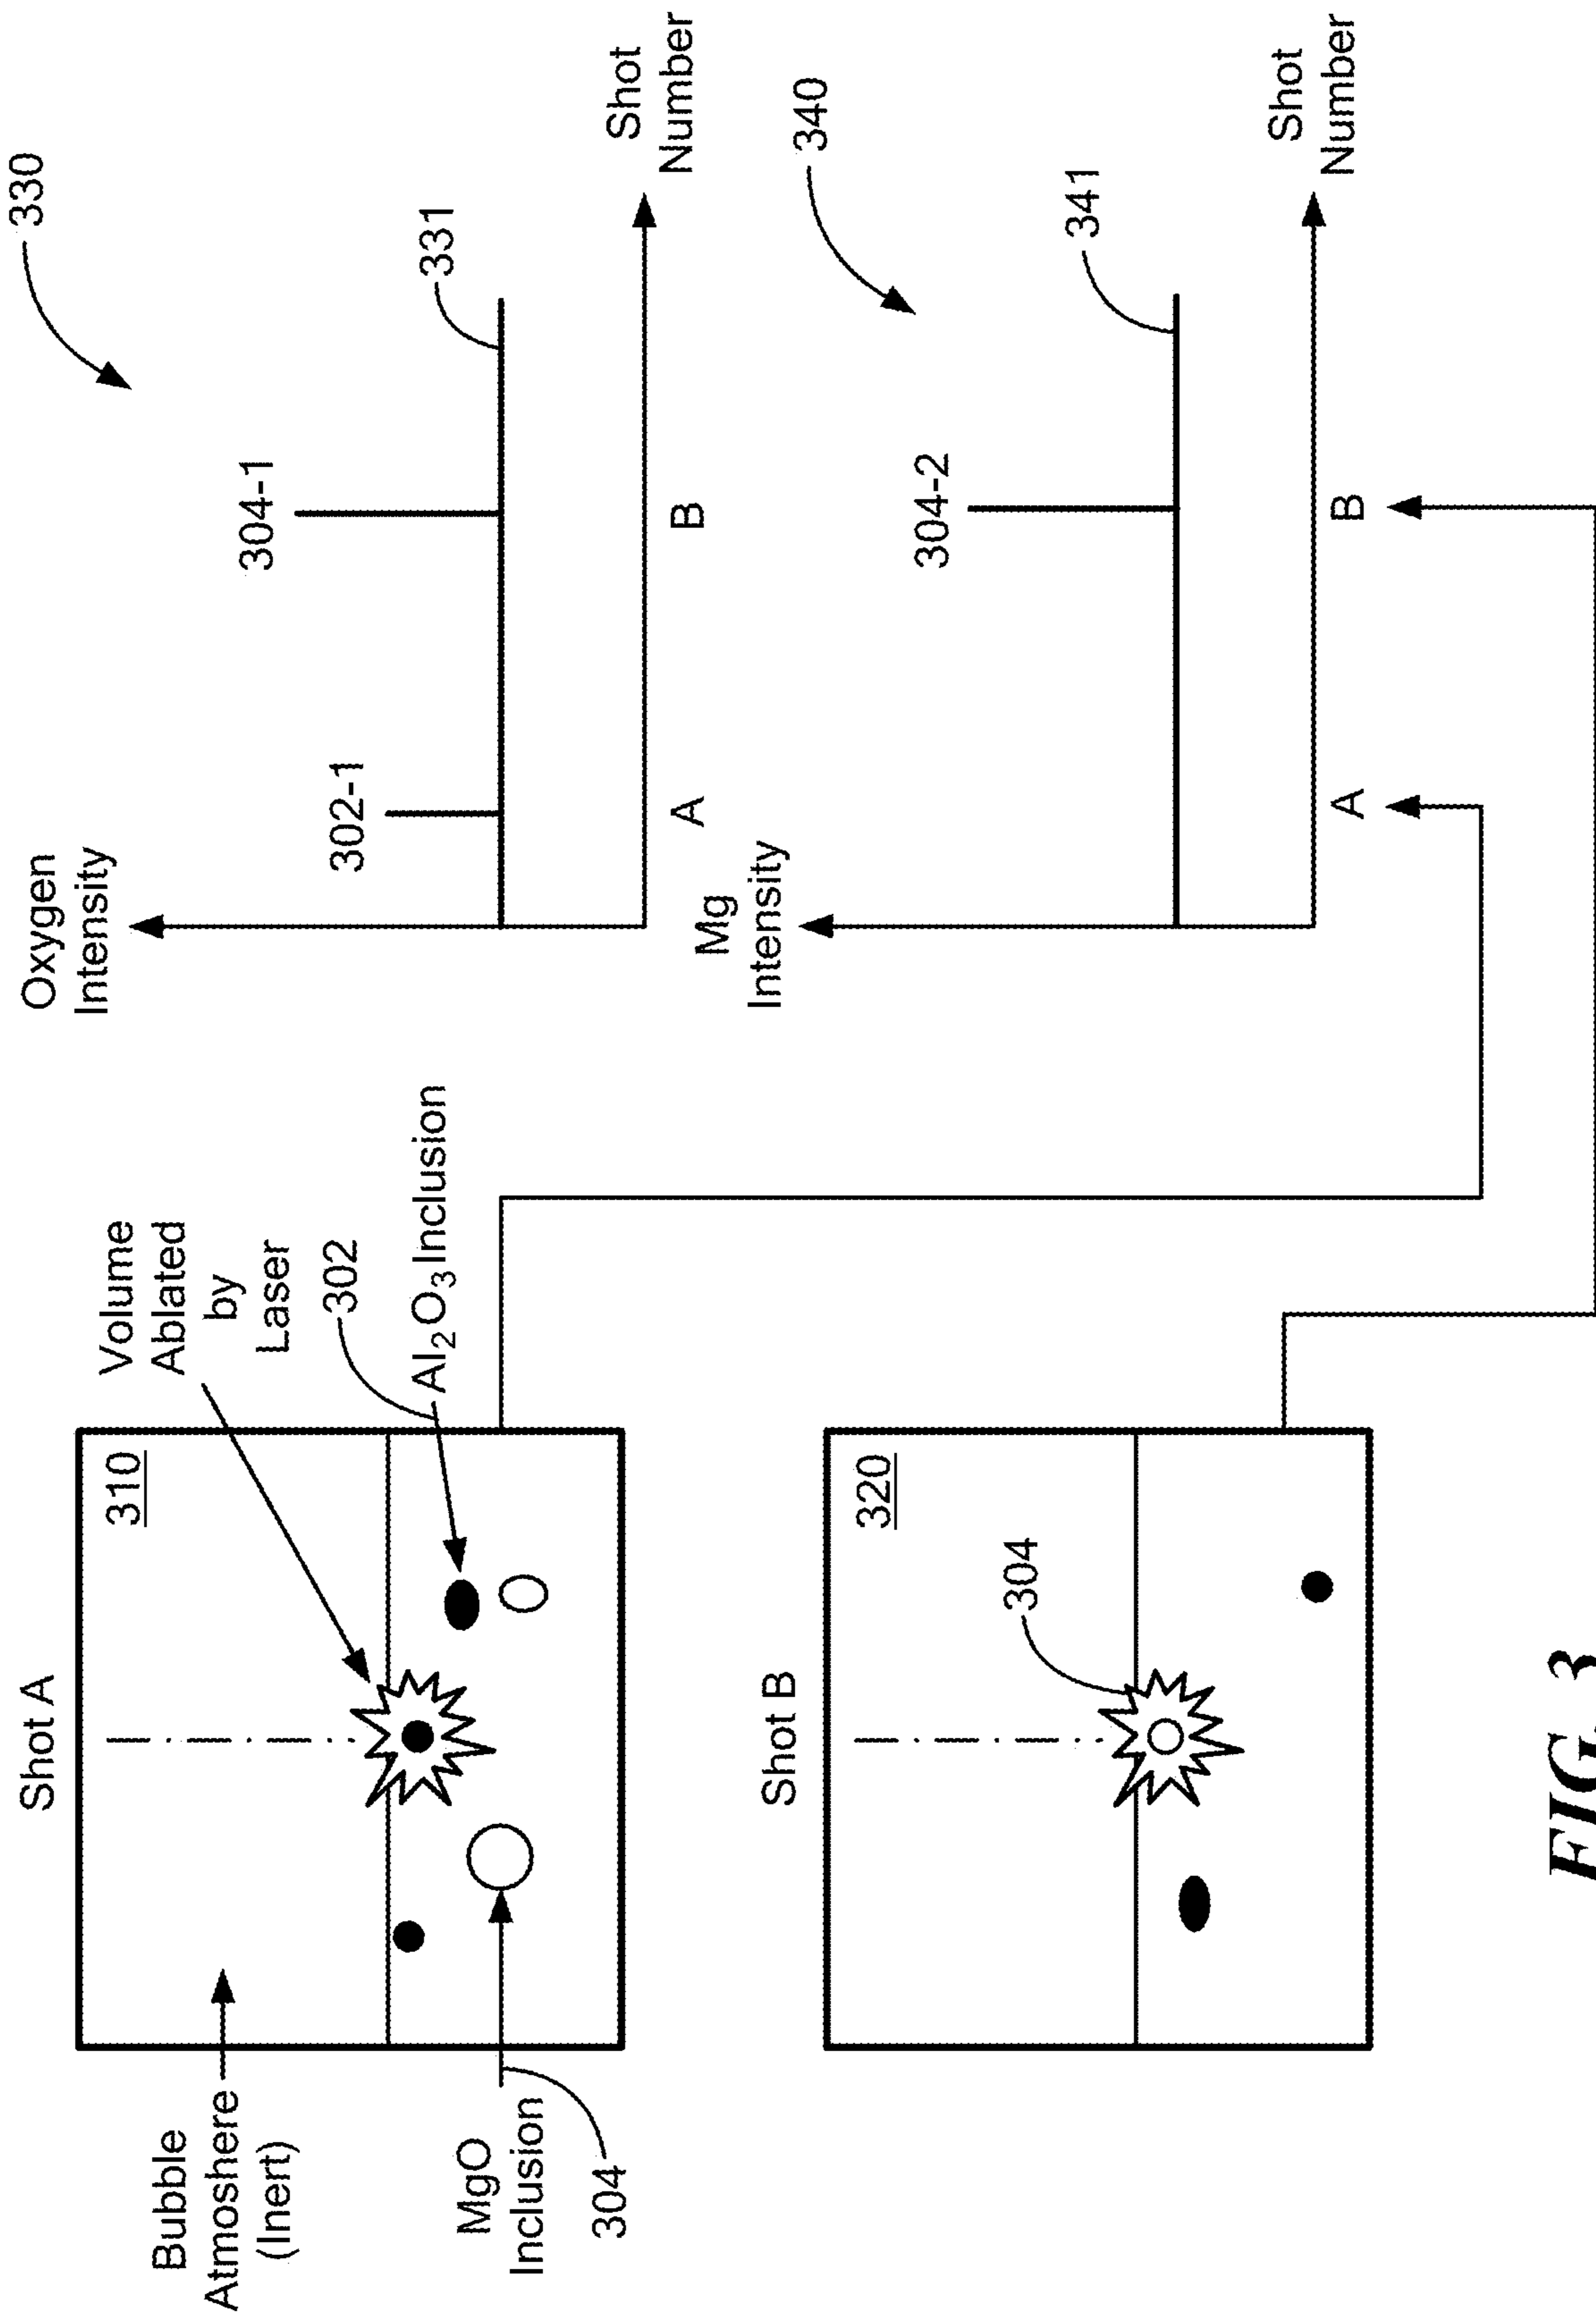 Shot A
310
Bubble
Atmoshere
(Inert)
MgO
Inclusion
304
Volume
Ablated
by
Laser
302
Al₂O₃ Inclusion
Shot B
320
304
Oxygen
Intensity
330
302-1
304-1
331
A
B
Shot
Number
Mg
Intensity
340
304-2
341
A
B
Shot
Number
FIG. 3